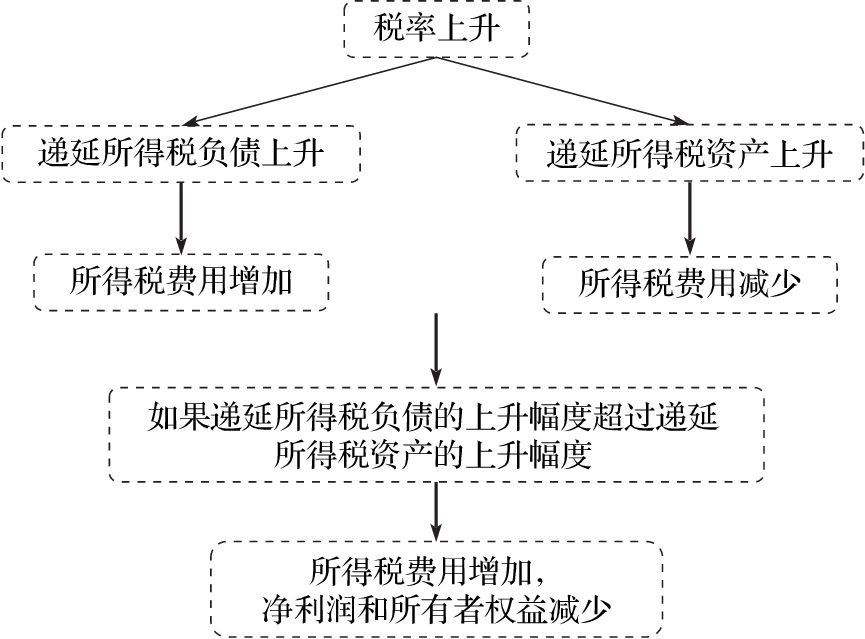 税率上升
递延所得税负债上升
递延所得税资产上升
所得税费用增加
所得税费用减少
如果递延所得税负债的上升幅度超过递延
所得税资产的上升幅度
所得税费用增加，
净利润和所有者权益减少